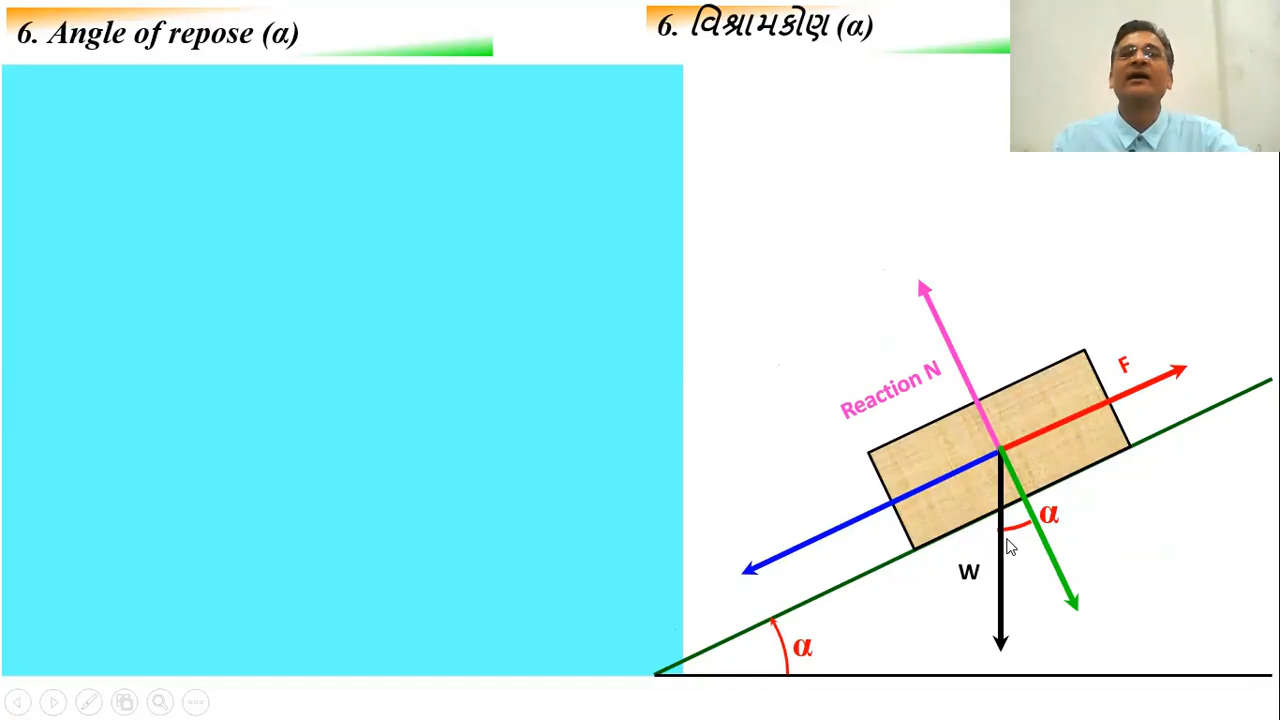 6. Angle of repose (α)
6. વિશ્રામકોણ (α)
F
Reaction N
α
W
α